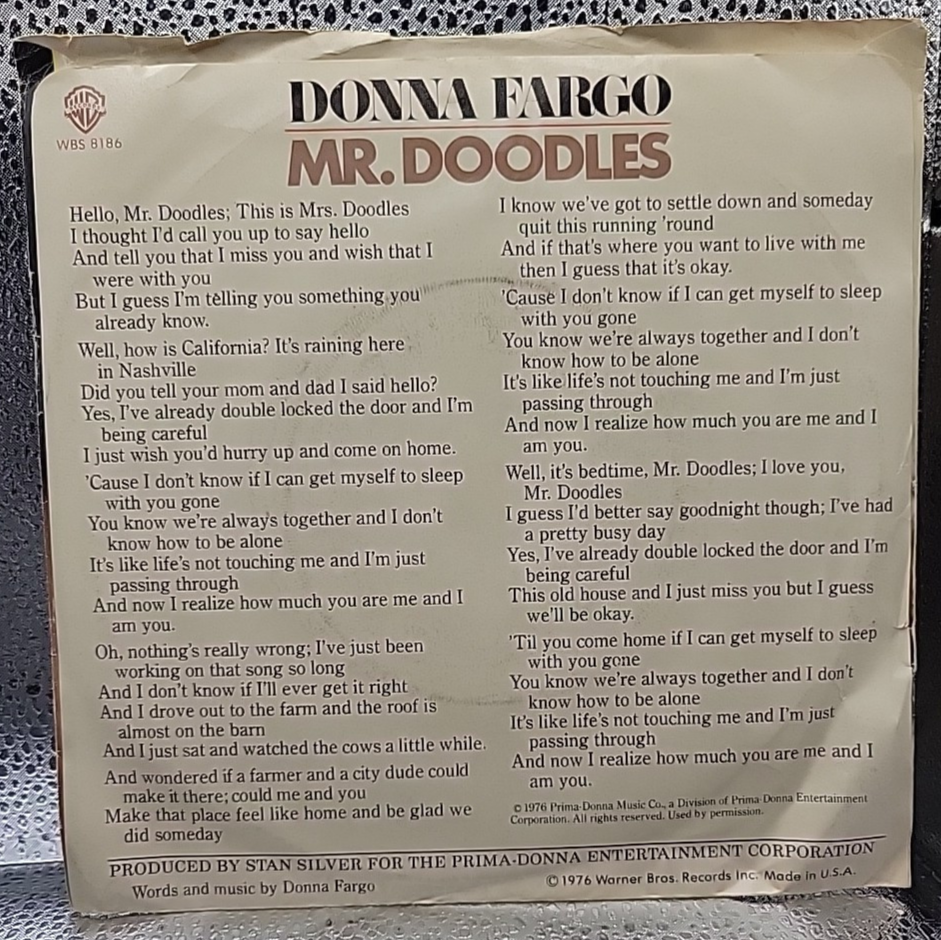 WBS 8186
DONNA FARGO
MR. DOODLES
Hello, Mr. Doodles; This is Mrs. Doodles
I thought I'd call you up to say hello
And tell you that I miss you and wish that I
were with you
But I guess I'm telling you something you
already know.
Well, how is California? It's raining here
in Nashville
Did you tell your mom and dad I said hello?
Yes, I've already double locked the door and I'm
being careful
I just wish you'd hurry up and come on home.
'Cause I don't know if I can get myself to sleep
with you gone
You know we're always together and I don't
know how to be alone
It's like life's not touching me and I'm just
passing through
And now I realize how much you are me and I
am you.
Oh, nothing's really wrong; I've just been
working on that song so long
And I don't know if I'll ever get it right
And I drove out to the farm and the roof is
almost on the barn
And I just sat and watched the cows a little while.
And wondered if a farmer and a city dude could
make it there; could me and you
Make that place feel like home and be glad we
did someday
I know we've got to settle down and someday
quit this running 'round
And if that's where you want to live with me
then I guess that it's okay.
'Cause I don't know if I can get myself to sleep
with you gone
You know we're always together and I don't
know how to be alone
It's like life's not touching me and I'm just
passing through
And now I realize how much you are me and I
am you.
Well, it's bedtime, Mr. Doodles; I love you,
Mr. Doodles
I guess I'd better say goodnight though; I've had
a pretty busy day
Yes, I've already double locked the door and I'm
being careful
This old house and I just miss you but I guess
we'll be okay.
'Til you come home if I can get myself to sleep
with you gone
You know we're always together and I don't
know how to be alone
It's like life's not touching me and I'm just
passing through
And now I realize how much you are me and I
am you.
© 1976 Prima-Donna Music Co., a Division of Prima-Donna Entertainment
Corporation. All rights reserved. Used by permission.
PRODUCED BY STAN SILVER FOR THE PRIMA-DONNA ENTERTAINMENT CORPORATION
Words and music by Donna Fargo
© 1976 Warner Bros. Records Inc. Made in U.S.A.